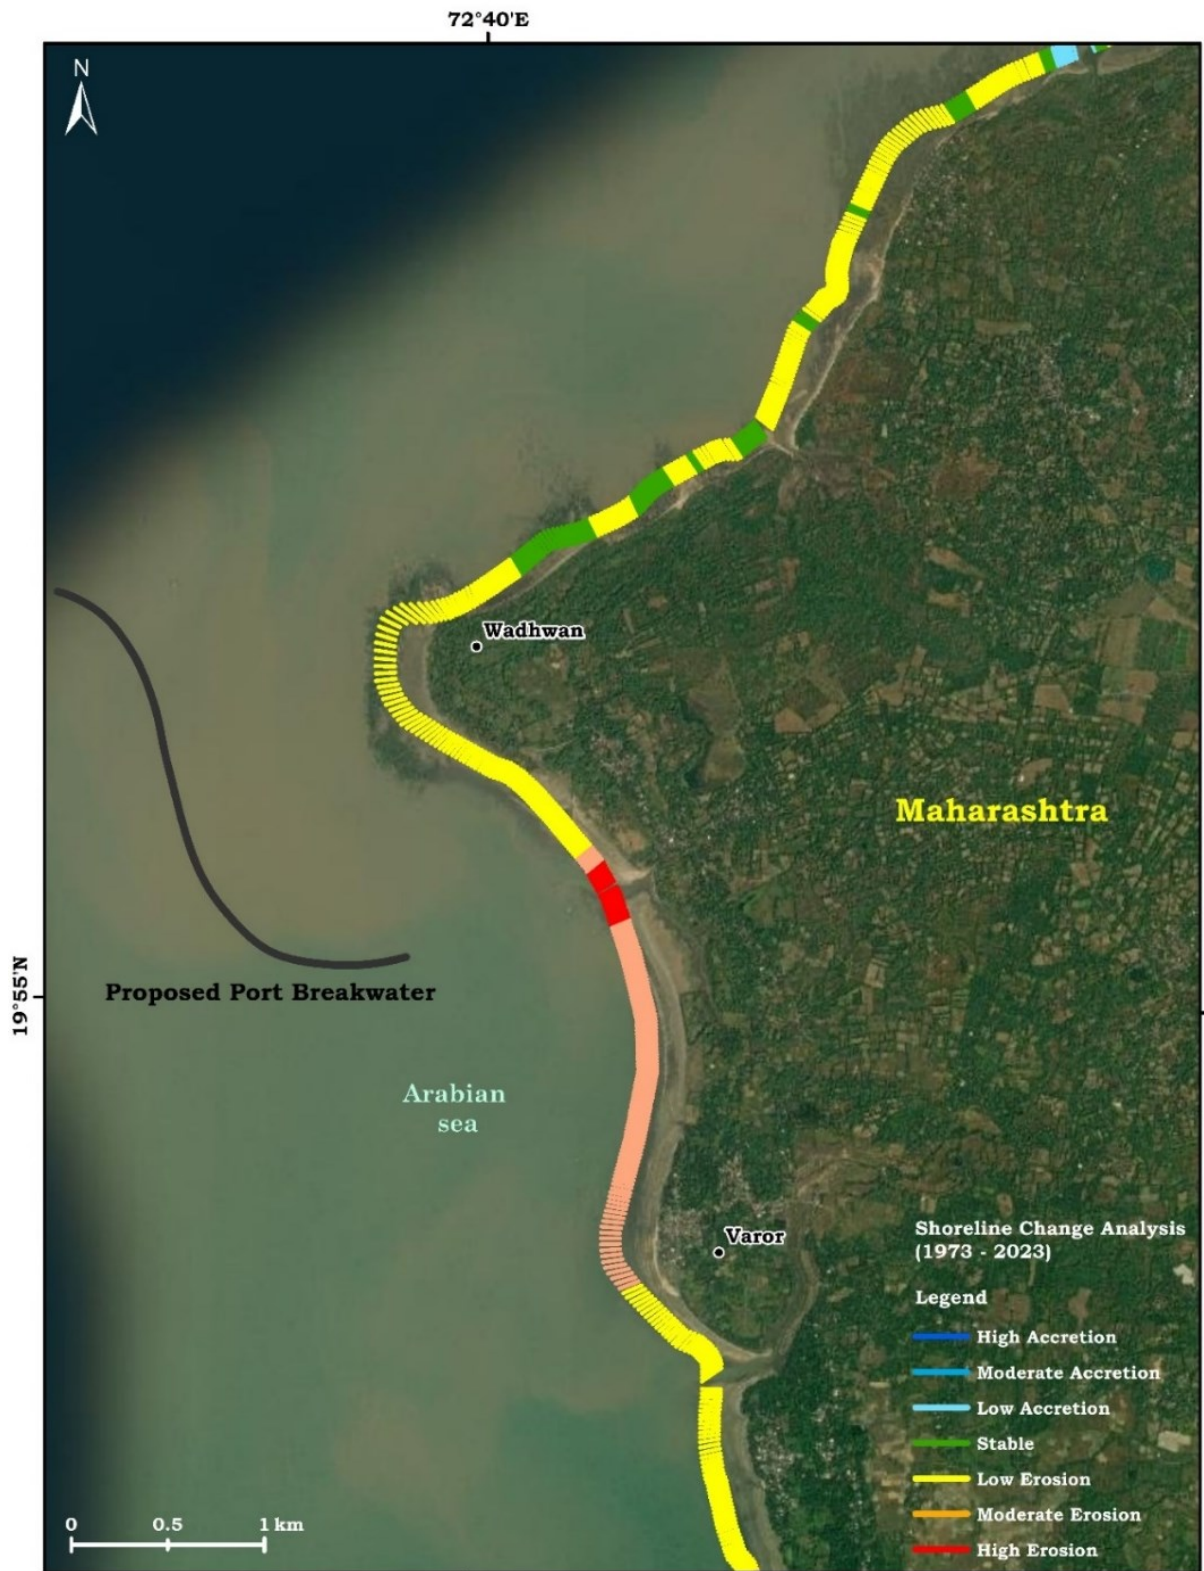 72°40'E
N
Wadhwan
Maharashtra
Proposed Port Breakwater
19°55'N
Arabian
sea
Varor
Shoreline Change Analysis
(1973 - 2023)
Legend
High Accretion
Moderate Accretion
Low Accretion
Stable
Low Erosion
Moderate Erosion
High Erosion
0 0.5 1 km